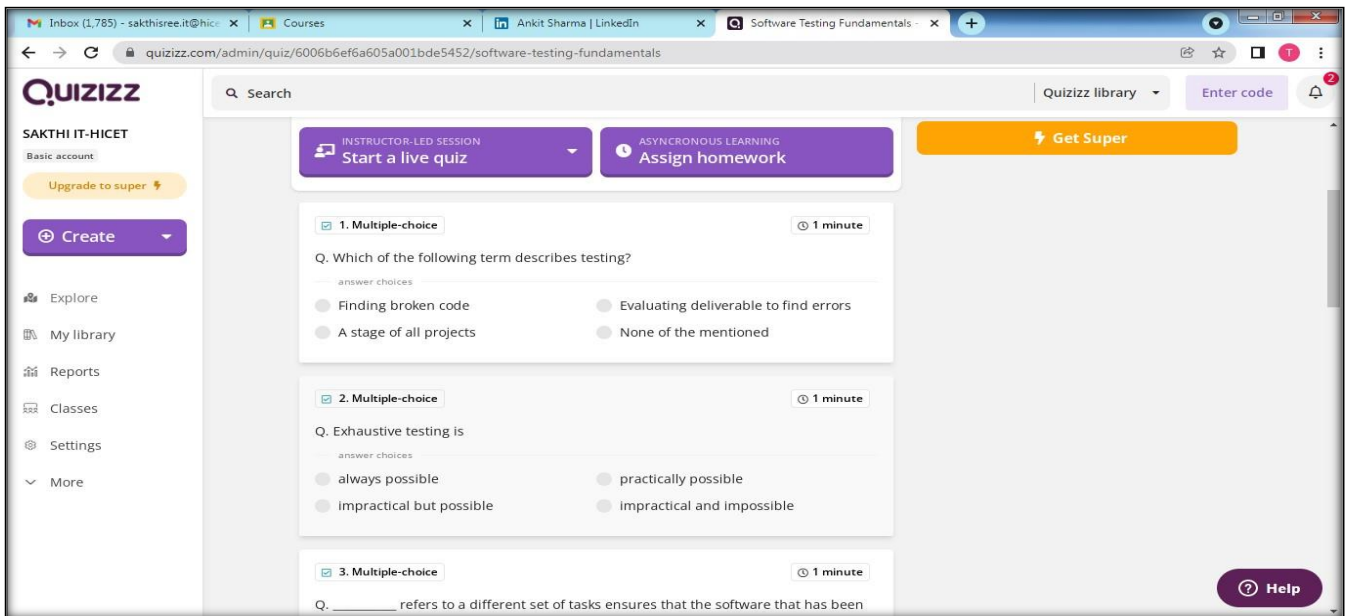 Inbox (1,785) - sakthisree.it@hice
Courses
Ankit Sharma | LinkedIn
Software Testing Fundamentals -
quizizz.com/admin/quiz/6006b6ef6a605a001bde5452/software-testing-fundamentals
T
QUIZIZZ
Search
Quizizz library
Enter code
2
SAKTHI IT-HICET
Basic account
Upgrade to super
Create
Explore
My library
Reports
Classes
Settings
More
INSTRUCTOR-LED SESSION
Start a live quiz
ASYNCRONOUS LEARNING
Assign homework
Get Super
1. Multiple-choice
1 minute
Q. Which of the following term describes testing?
answer choices
Finding broken code
Evaluating deliverable to find errors
A stage of all projects
None of the mentioned
2. Multiple-choice
1 minute
Q. Exhaustive testing is
answer choices
always possible
practically possible
impractical but possible
impractical and impossible
3. Multiple-choice
1 minute
Q. __________ refers to a different set of tasks ensures that the software that has been
Help